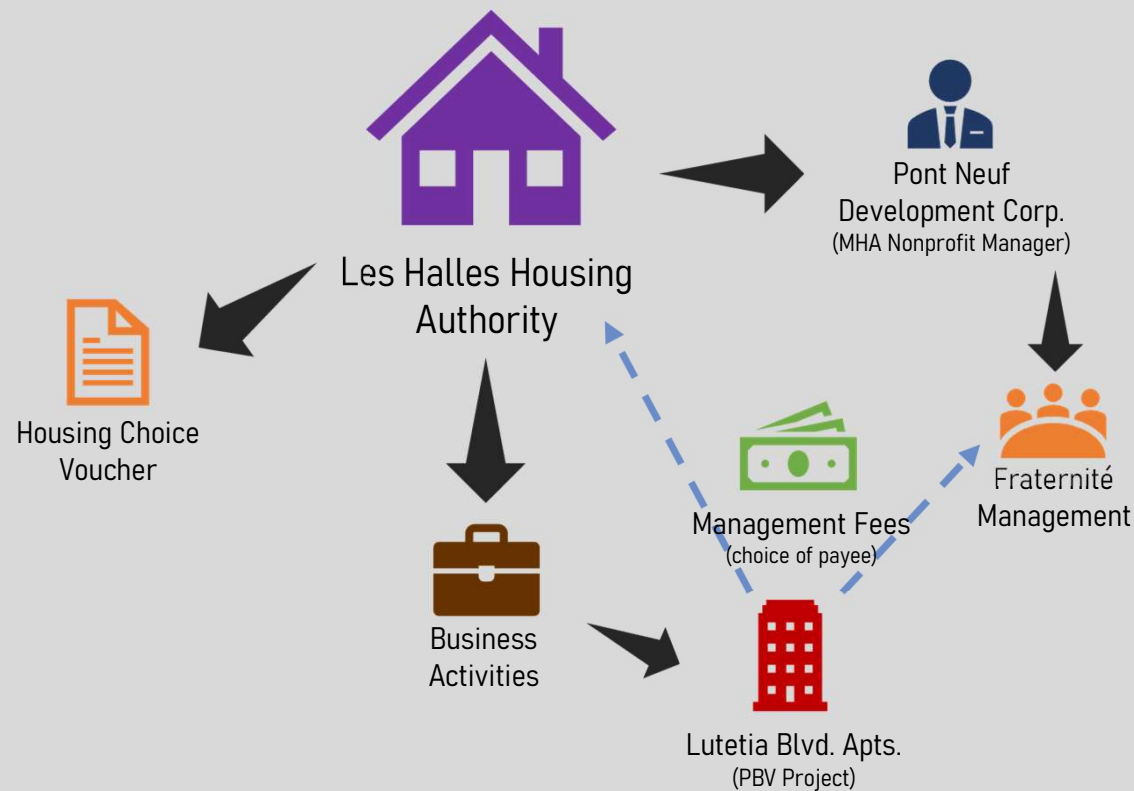 Les Halles Housing
Authority
Pont Neuf
Development Corp.
(MHA Nonprofit Manager)
Housing Choice
Voucher
Business
Activities
Management Fees
(choice of payee)
Fraternité
Management
Lutetia Blvd. Apts.
(PBV Project)